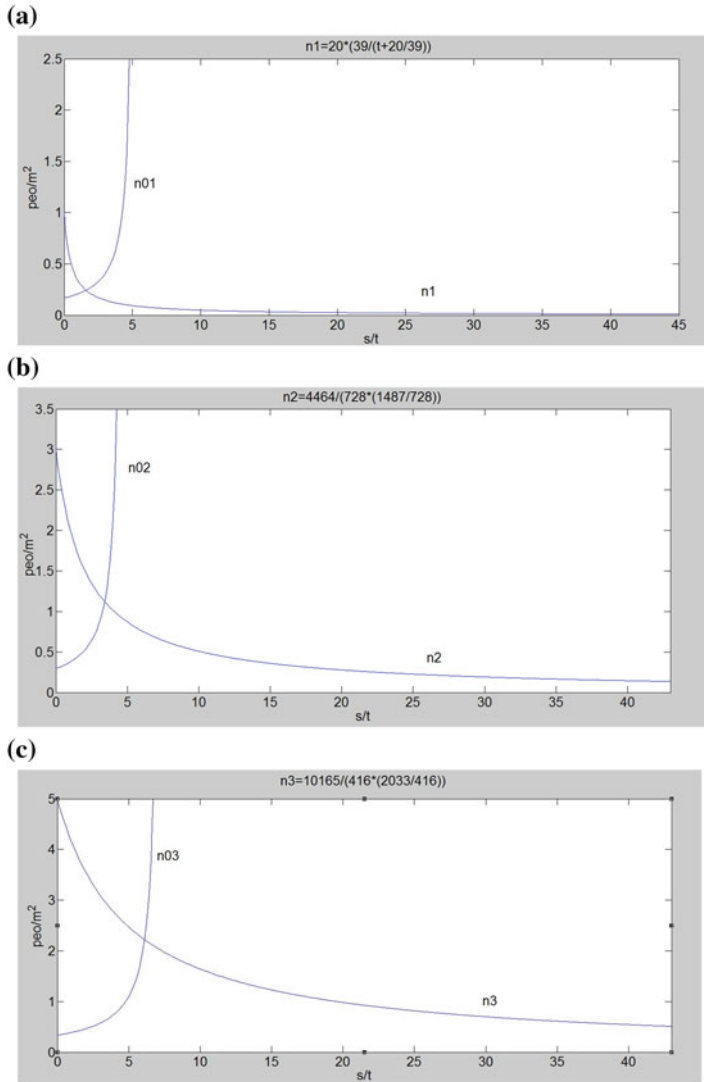 (a)
n1=20*(39/(t+20/39))
2.5
2
1.5
1
0.5
0
peo/m²
n01
n1
0 5 10 15 20 25 30 35 40 45
s/t
(b)
n2=4464/(728*(1487/728))
3.5
3
2.5
2
1.5
1
0.5
0
peo/m²
n02
n2
0 5 10 15 20 25 30 35 40
s/t
(c)
n3=10165/(416*(2033/416))
5
4
3
2
1
0
peo/m²
n03
n3
0 5 10 15 20 25 30 35 40
s/t